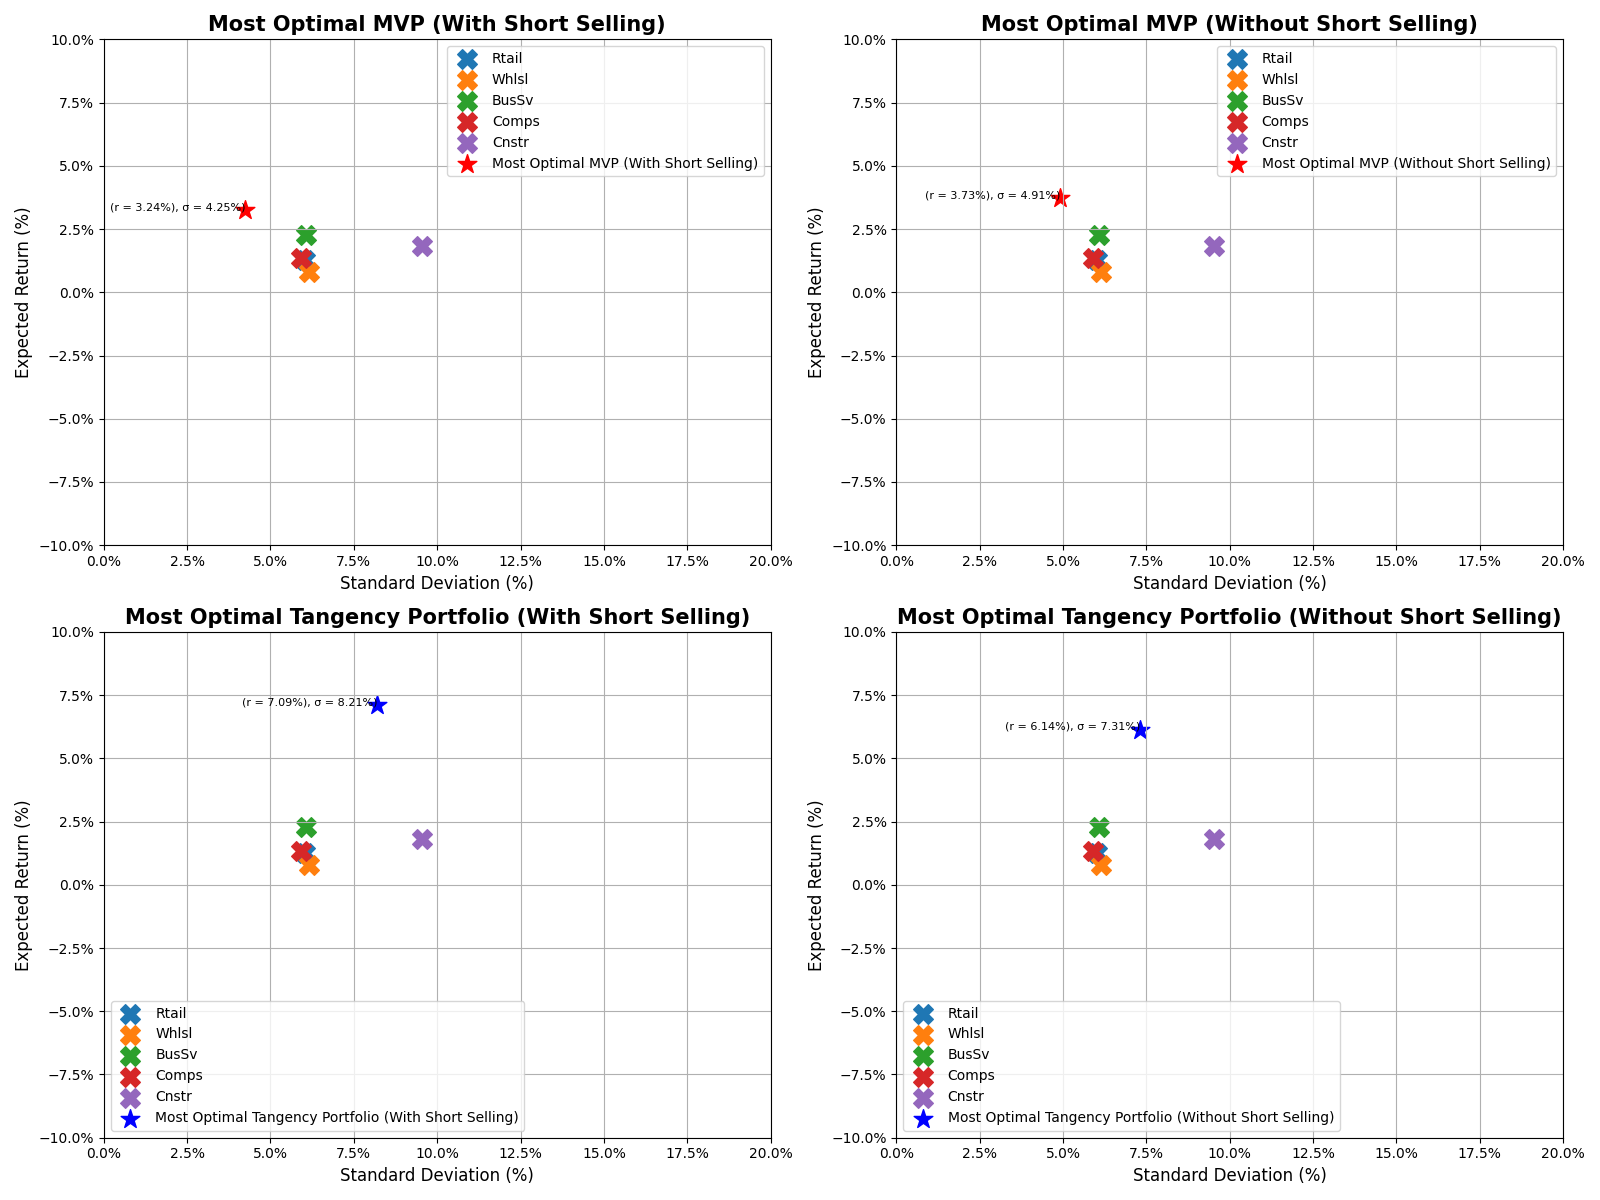 Most Optimal MVP (With Short Selling)
10.0%
7.5%
5.0%
2.5%
0.0%
−2.5%
−5.0%
−7.5%
−10.0%
Expected Return (%)
Rtail
Whlsl
BusSv
Comps
Cnstr
Most Optimal MVP (With Short Selling)
(r = 3.24%), σ = 4.25%)
0.0% 2.5% 5.0% 7.5% 10.0% 12.5% 15.0% 17.5% 20.0%
Standard Deviation (%)
Most Optimal MVP (Without Short Selling)
10.0%
7.5%
5.0%
2.5%
0.0%
−2.5%
−5.0%
−7.5%
−10.0%
Expected Return (%)
Rtail
Whlsl
BusSv
Comps
Cnstr
Most Optimal MVP (Without Short Selling)
(r = 3.73%), σ = 4.91%)
0.0% 2.5% 5.0% 7.5% 10.0% 12.5% 15.0% 17.5% 20.0%
Standard Deviation (%)
Most Optimal Tangency Portfolio (With Short Selling)
10.0%
7.5%
5.0%
2.5%
0.0%
−2.5%
−5.0%
−7.5%
−10.0%
Expected Return (%)
(r = 7.09%), σ = 8.21%)
Rtail
Whlsl
BusSv
Comps
Cnstr
Most Optimal Tangency Portfolio (With Short Selling)
0.0% 2.5% 5.0% 7.5% 10.0% 12.5% 15.0% 17.5% 20.0%
Standard Deviation (%)
Most Optimal Tangency Portfolio (Without Short Selling)
10.0%
7.5%
5.0%
2.5%
0.0%
−2.5%
−5.0%
−7.5%
−10.0%
Expected Return (%)
(r = 6.14%), σ = 7.31%)
Rtail
Whlsl
BusSv
Comps
Cnstr
Most Optimal Tangency Portfolio (Without Short Selling)
0.0% 2.5% 5.0% 7.5% 10.0% 12.5% 15.0% 17.5% 20.0%
Standard Deviation (%)